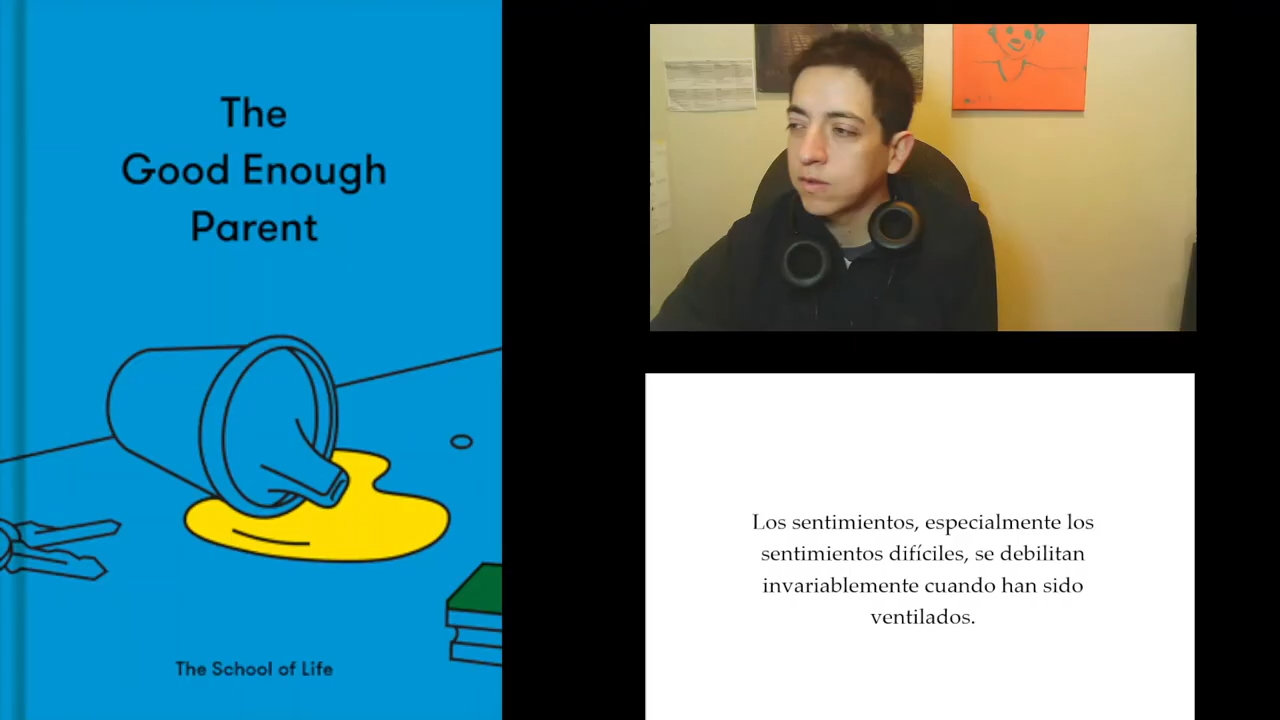 The
Good Enough
Parent
The School of Life
Los sentimientos, especialmente los
sentimientos difíciles, se debilitan
invariablemente cuando han sido
ventilados.